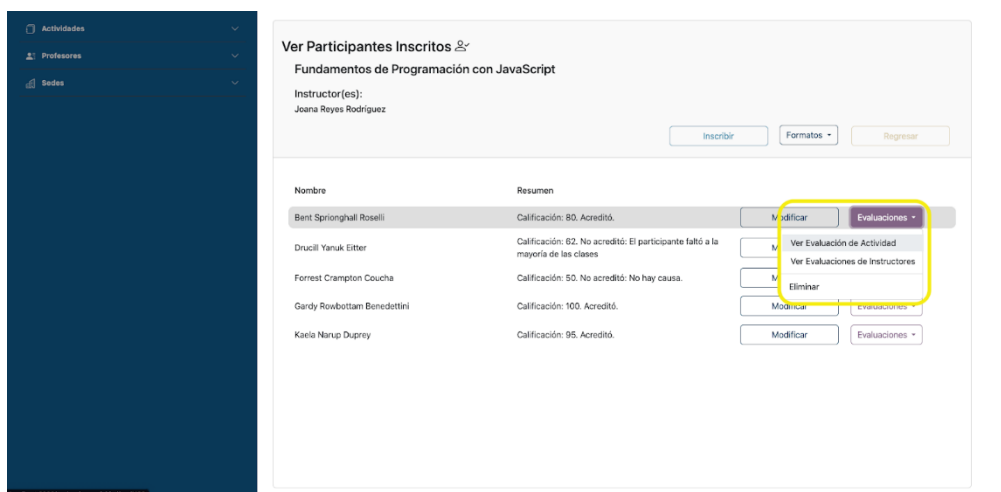 Actividades
Profesores
Sedes
Ver Participantes Inscritos
Fundamentos de Programación con JavaScript
Instructor(es):
Joana Reyes Rodríguez
Inscribir Formatos Regresar
Nombre Resumen
Bent Sprionghall Roselli Calificación: 80. Acreditó. Modificar Evaluaciones
Ver Evaluación de Actividad
Drucill Yanuk Eitter Calificación: 62. No acreditó: El participante faltó a la
mayoría de las clases M
Ver Evaluaciones de Instructores
Forrest Crampton Coucha Calificación: 50. No acreditó: No hay causa. M
Eliminar
Gardy Rowbottam Benedettini Calificación: 100. Acreditó. Modificar Evaluaciones
Kaela Narup Duprey Calificación: 95. Acreditó. Modificar Evaluaciones